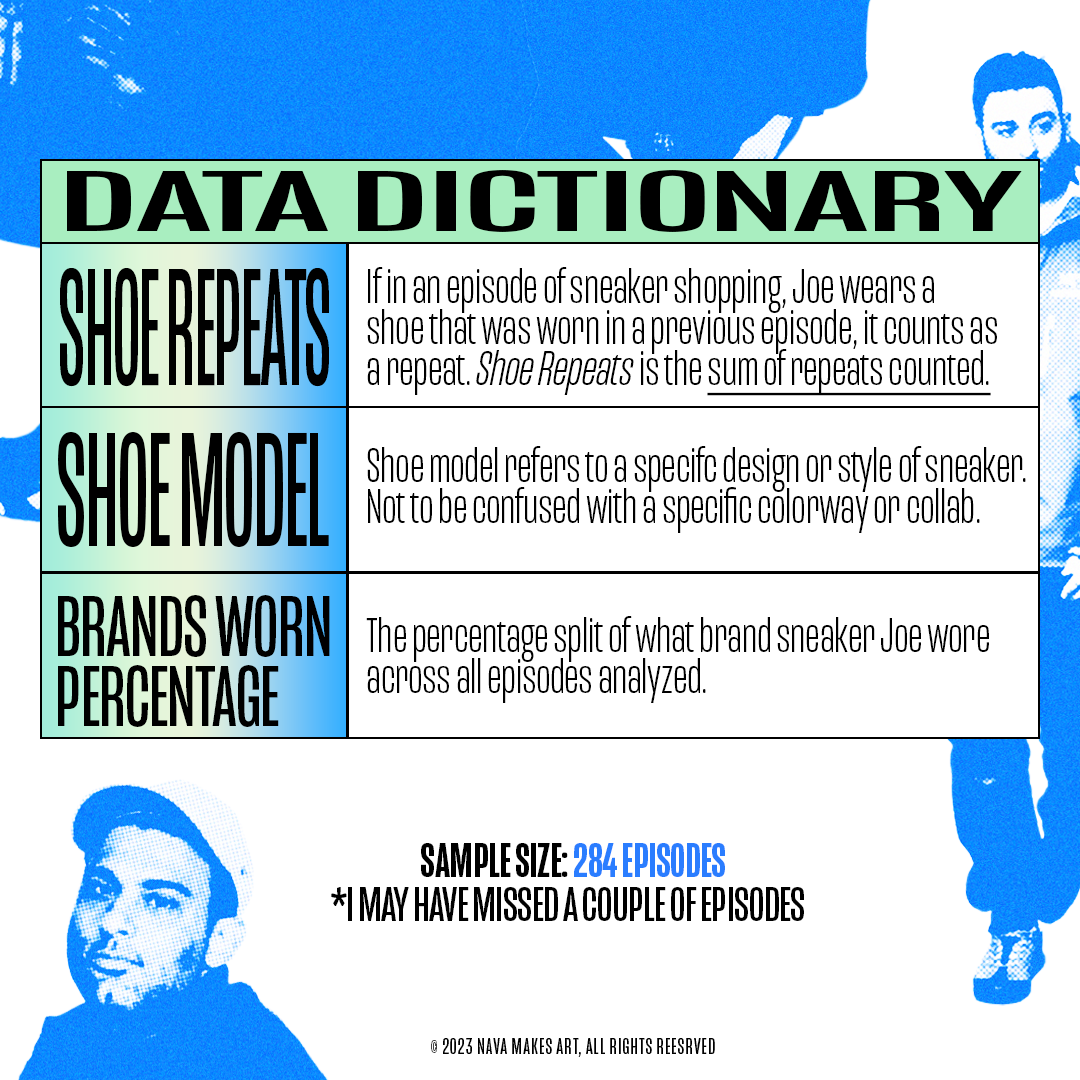 DATA DICTIONARY
SHOE REPEATS
If in an episode of sneaker shopping, Joe wears a
shoe that was worn in a previous episode, it counts as
a repeat. Shoe Repeats is the sum of repeats counted.
SHOE MODEL
Shoe model refers to a specifc design or style of sneaker.
Not to be confused with a specific colorway or collab.
BRANDS WORN
PERCENTAGE
The percentage split of what brand sneaker Joe wore
across all episodes analyzed.
SAMPLE SIZE: 284 EPISODES
*I MAY HAVE MISSED A COUPLE OF EPISODES
© 2023 NAVA MAKES ART, ALL RIGHTS REESRVED